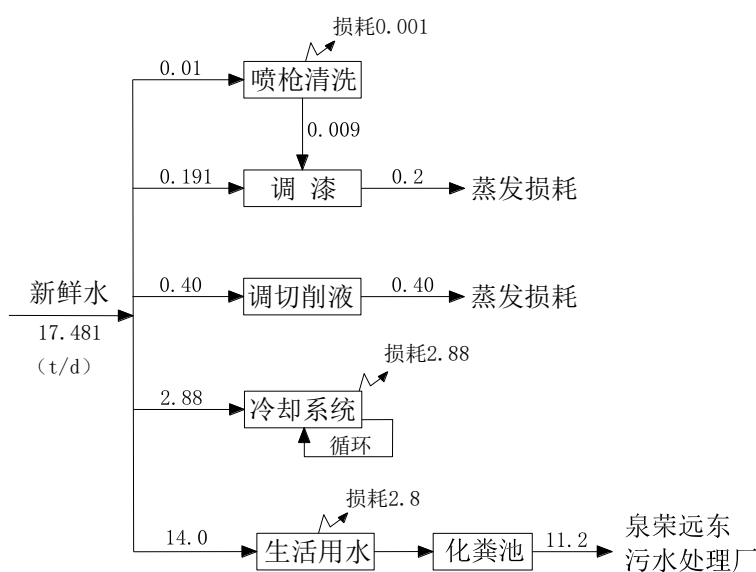 损耗0.001
0.01
喷枪清洗
0.009
0.191
调 漆
0.2
蒸发损耗
新鲜水
17.481
（t/d）
0.40
调切削液
0.40
蒸发损耗
损耗2.88
2.88
冷却系统
循环
损耗2.8
14.0
生活用水
化粪池
11.2
泉荣远东
污水处理厂